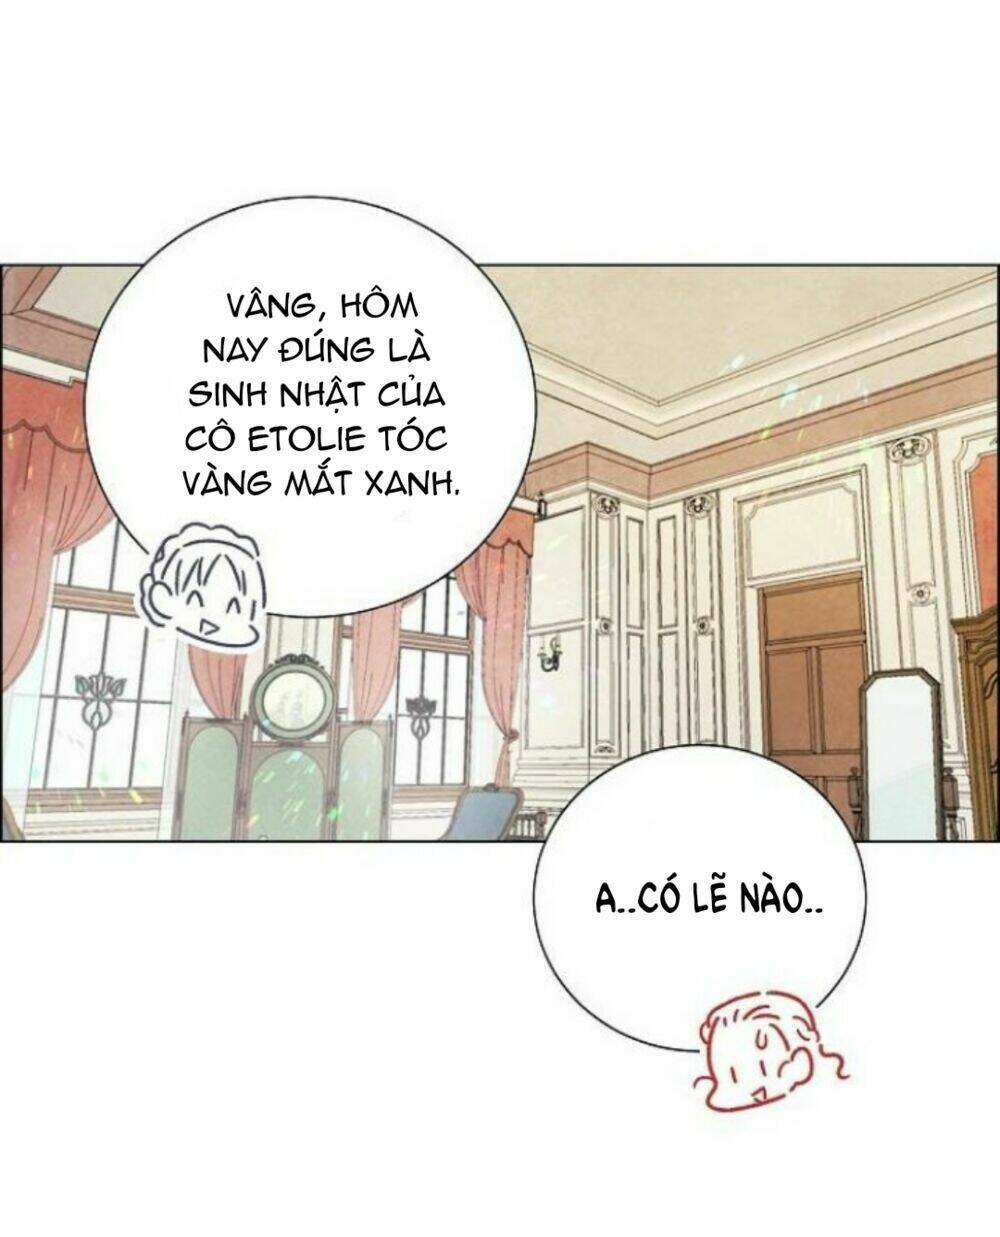 VÂNG, HÔM
NAY ĐÚNG LÀ
SINH NHẬT CỦA
CÔ ETOLIE TÓC
VÀNG MẮT XANH.
A..CÓ LẼ NÀO..